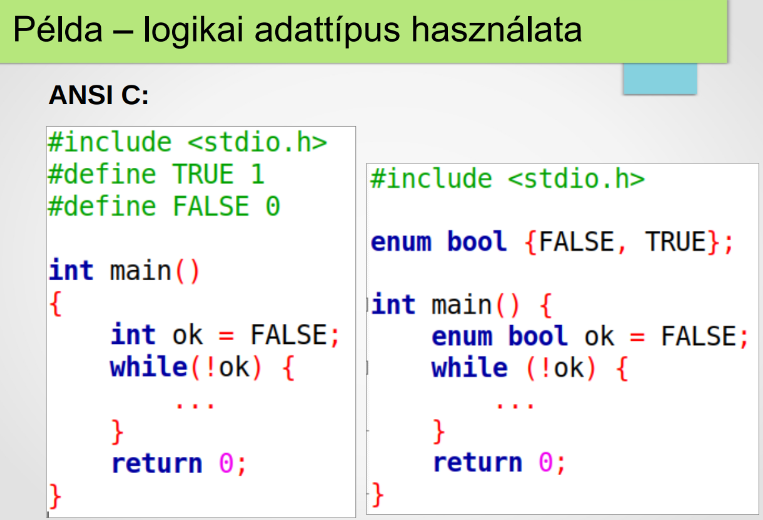 Példa – logikai adattípus használata
ANSI C:
#include <stdio.h>
#define TRUE 1
#define FALSE 0
int main()
{
int ok = FALSE;
while(!ok) {
...
}
return 0;
}
#include <stdio.h>
enum bool {FALSE, TRUE};
int main() {
enum bool ok = FALSE;
while (!ok) {
...
}
return 0;
}